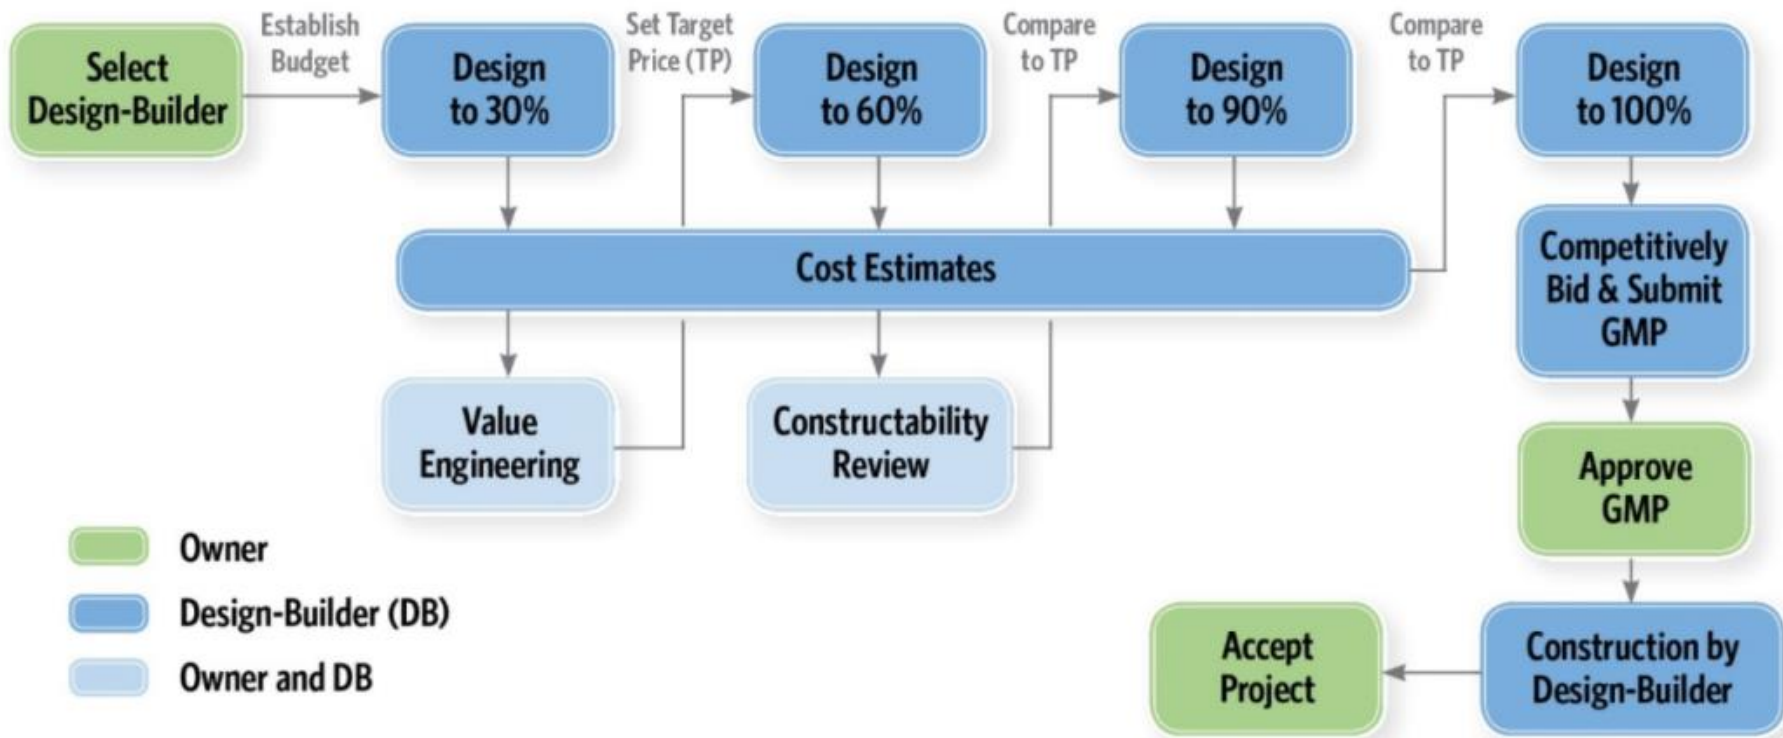 Select
Design-Builder
Establish
Budget
Design
to 30%
Set Target
Price (TP)
Design
to 60%
Compare
to TP
Design
to 90%
Compare
to TP
Design
to 100%
Cost Estimates
Competitively
Bid & Submit
GMP
Value
Engineering
Constructability
Review
Approve
GMP
Owner
Design-Builder (DB)
Owner and DB
Accept
Project
Construction by
Design-Builder